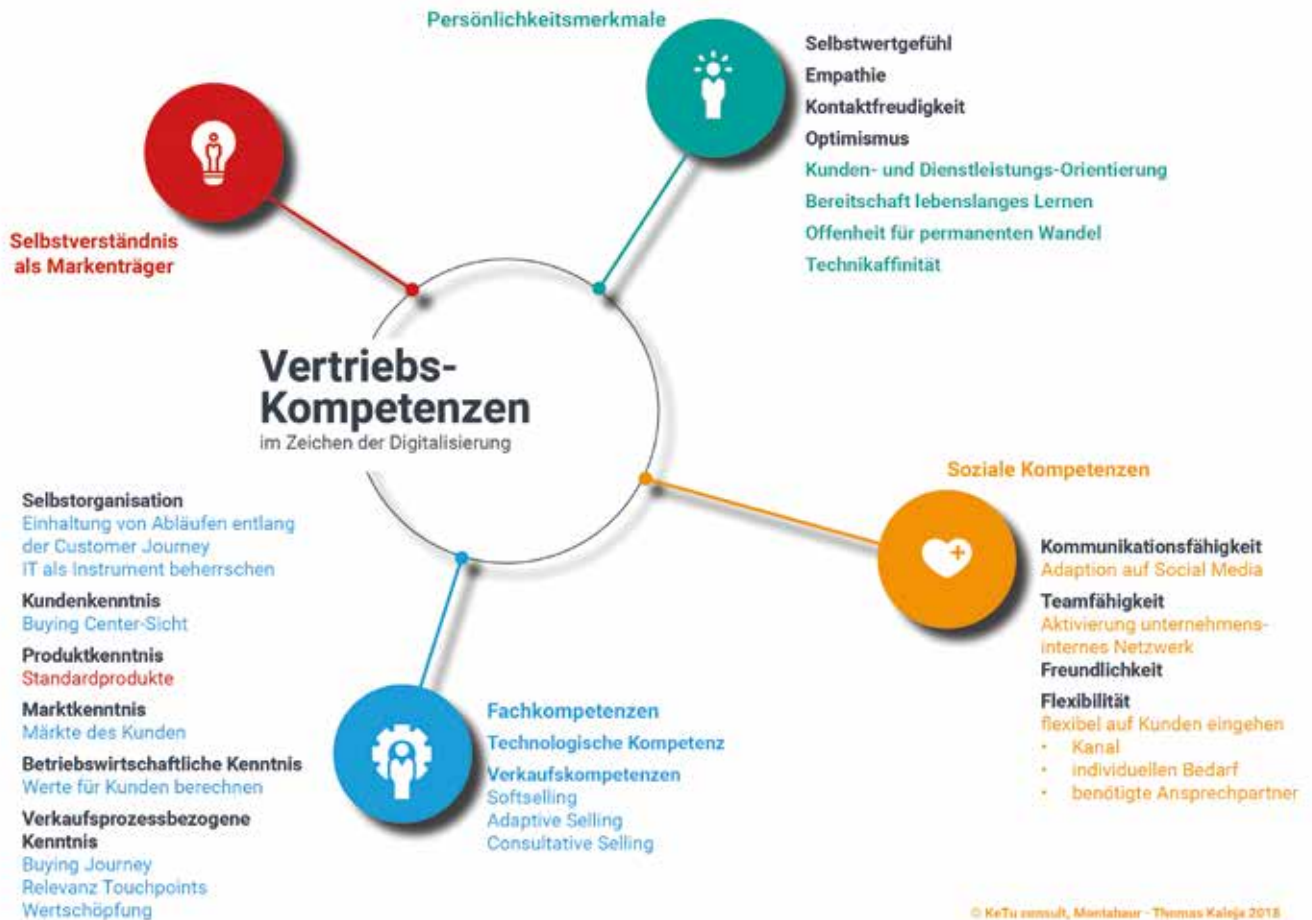 Persönlichkeitsmerkmale
Selbstwertgefühl
Empathie
Kontaktfreudigkeit
Optimismus
Kunden- und Dienstleistungs-Orientierung
Bereitschaft lebenslanges Lernen
Offenheit für permanenten Wandel
Technikaffinität
Selbstverständnis
als Markenträger
Vertriebs-
Kompetenzen
im Zeichen der Digitalisierung
Soziale Kompetenzen
Kommunikationsfähigkeit
Adaption auf Social Media
Teamfähigkeit
Aktivierung unternehmens-
internes Netzwerk
Freundlichkeit
Flexibilität
flexibel auf Kunden eingehen
• Kanal
• individuellen Bedarf
• benötigte Ansprechpartner
Fachkompetenzen
Technologische Kompetenz
Verkaufskompetenzen
Softselling
Adaptive Selling
Consultative Selling
Selbstorganisation
Einhaltung von Abläufen entlang
der Customer Journey
IT als Instrument beherrschen
Kundenkenntnis
Buying Center-Sicht
Produktkenntnis
Standardprodukte
Marktkenntnis
Märkte des Kunden
Betriebswirtschaftliche Kenntnis
Werte für Kunden berechnen
Verkaufsprozessbezogene
Kenntnis
Buying Journey
Relevanz Touchpoints
Wertschöpfung
© KeTu consult, Montabaur - Thomas Kaleja 2018